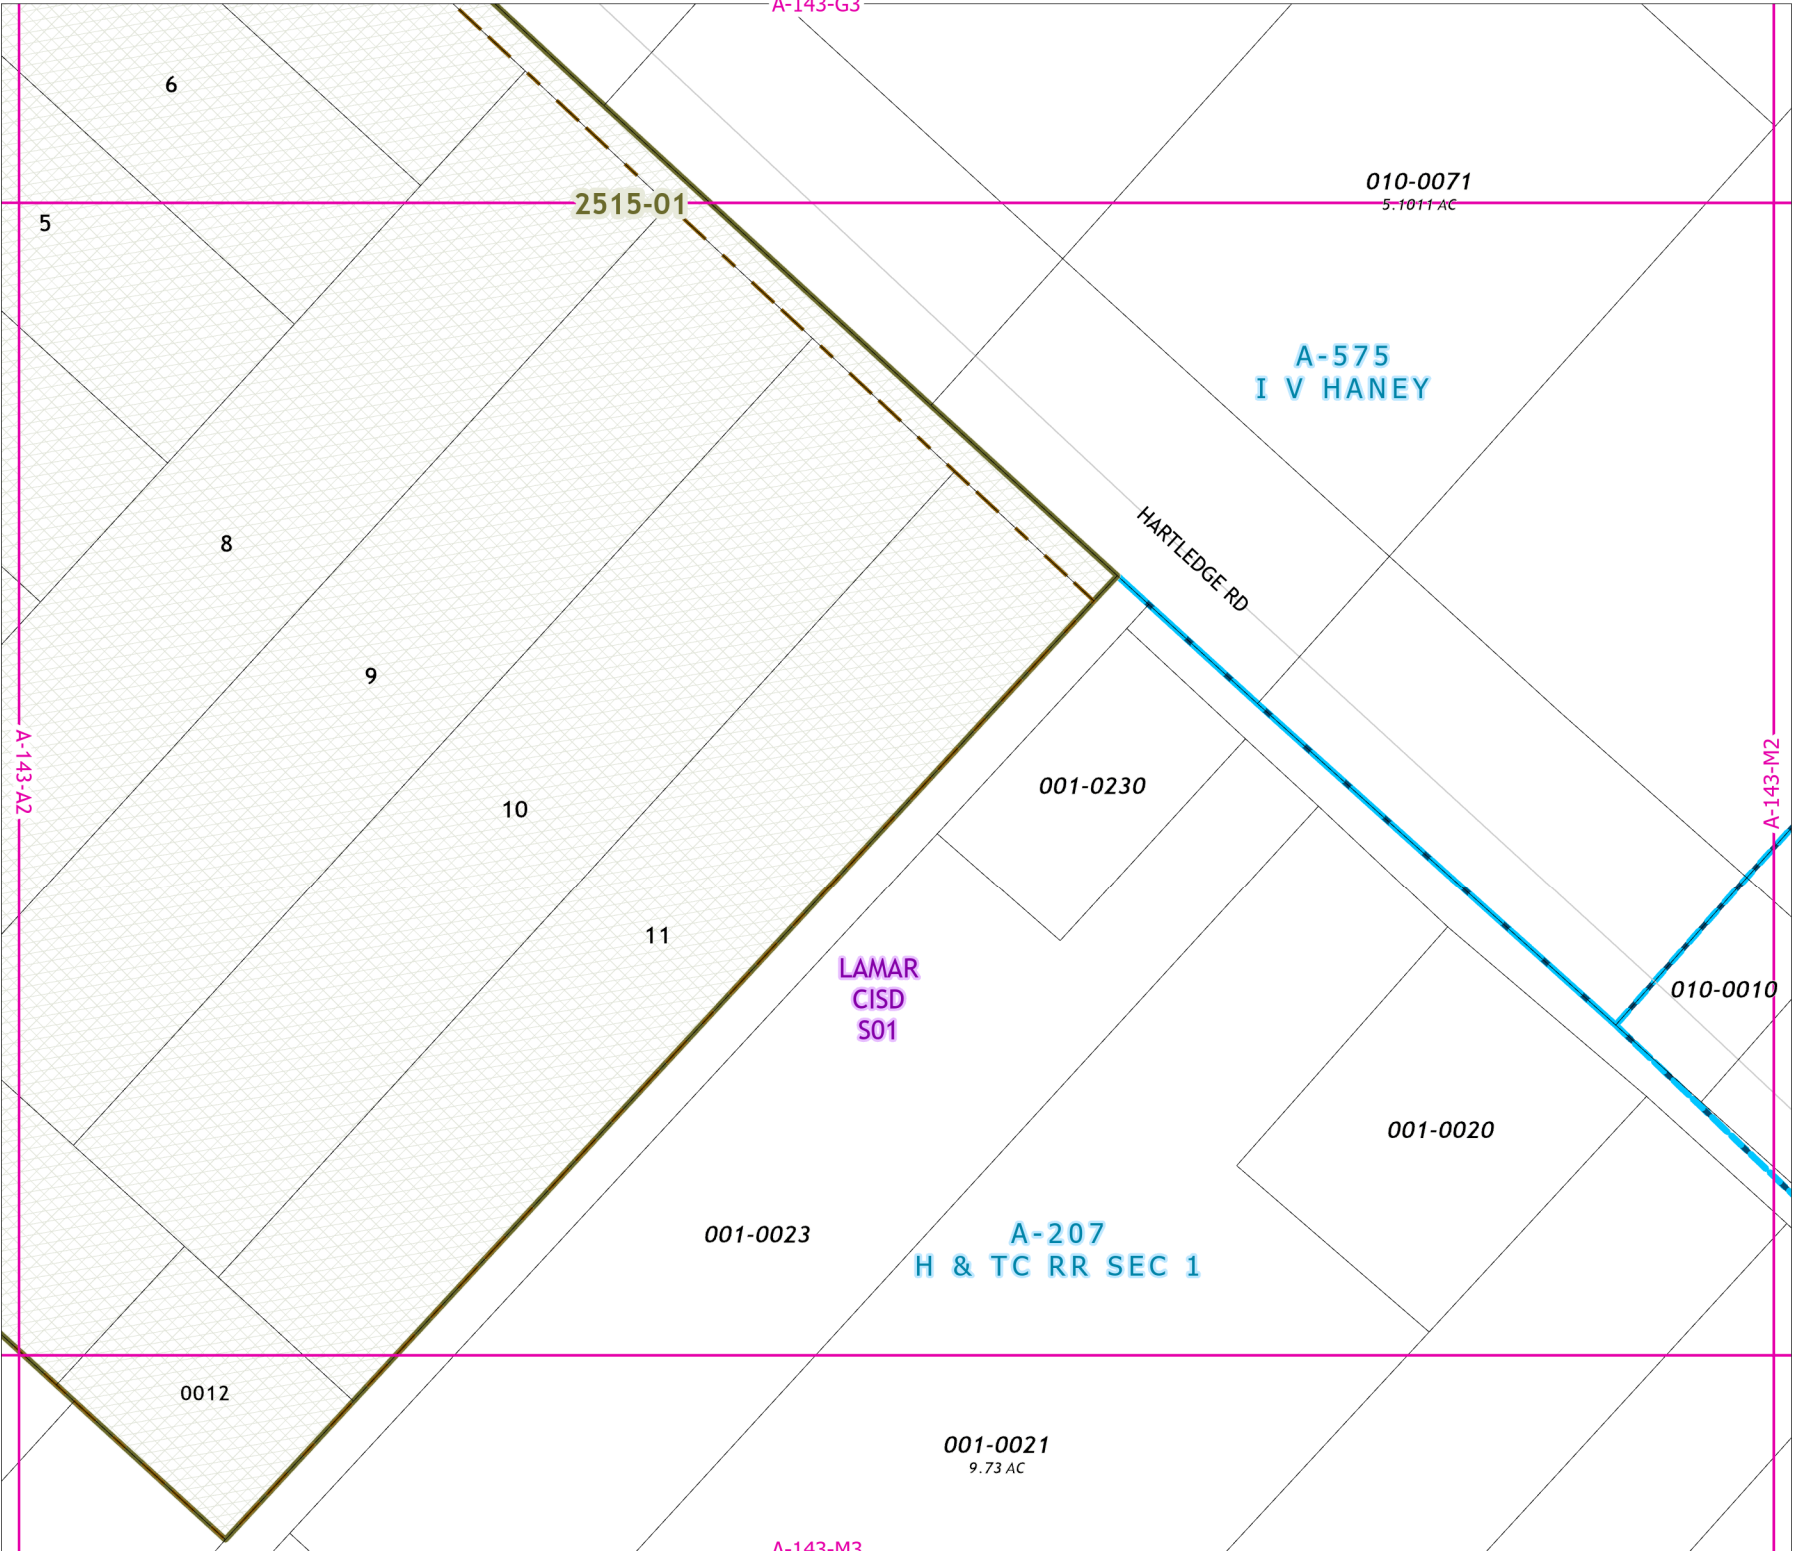 A-143-G3
6
010-0071
5.1011 AC
2515-01
5
A-575
I V HANEY
HARTLEDGE RD
8
9
A-143-A2
A-143-M2
001-0230
10
11
LAMAR
CISD
S01
010-0010
001-0020
001-0023
A-207
H & TC RR SEC 1
0012
001-0021
9.73 AC
A-143-M3